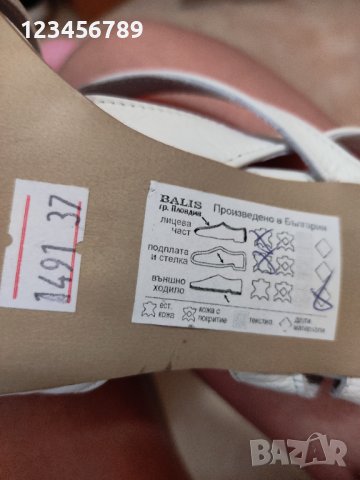 123456789
1491 37
BALIS
гр. Пловдив
Произведено в България
лицева
част
подплата
и стелка
външно
ходило
ест.
кожа
кожа с
покритие
текстил
други
материали
BAZAR